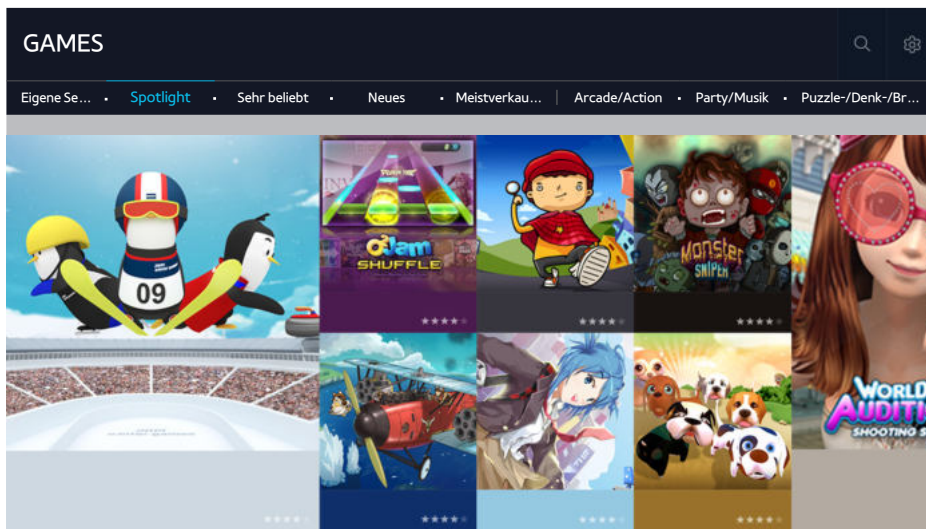 GAMES
Eigene Se... • Spotlight • Sehr beliebt • Neues • Meistverkau... | Arcade/Action • Party/Musik • Puzzle-/Denk-/Br...
O2Jam
SHUFFLE
Monster
SNIPER
09
WORLD
AUDITI
SHOOTING S